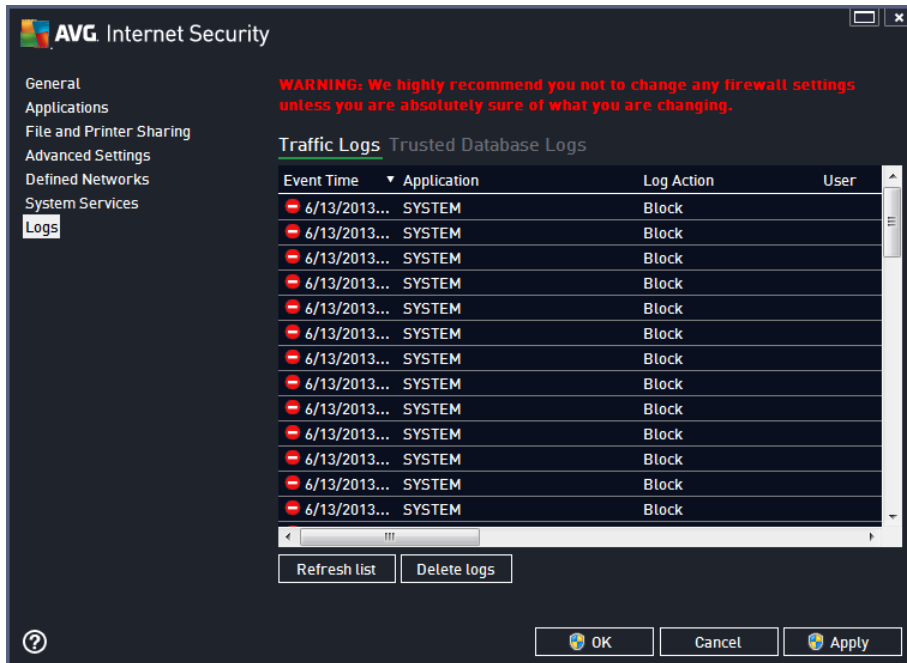 AVG. Internet Security
General
Applications
File and Printer Sharing
Advanced Settings
Defined Networks
System Services
Logs
WARNING: We highly recommend you not to change any firewall settings
unless you are absolutely sure of what you are changing.
Traffic Logs Trusted Database Logs
Event Time Application Log Action User
6/13/2013... SYSTEM Block
6/13/2013... SYSTEM Block
6/13/2013... SYSTEM Block
6/13/2013... SYSTEM Block
6/13/2013... SYSTEM Block
6/13/2013... SYSTEM Block
6/13/2013... SYSTEM Block
6/13/2013... SYSTEM Block
6/13/2013... SYSTEM Block
6/13/2013... SYSTEM Block
6/13/2013... SYSTEM Block
6/13/2013... SYSTEM Block
6/13/2013... SYSTEM Block
Refresh list Delete logs
? OK Cancel Apply